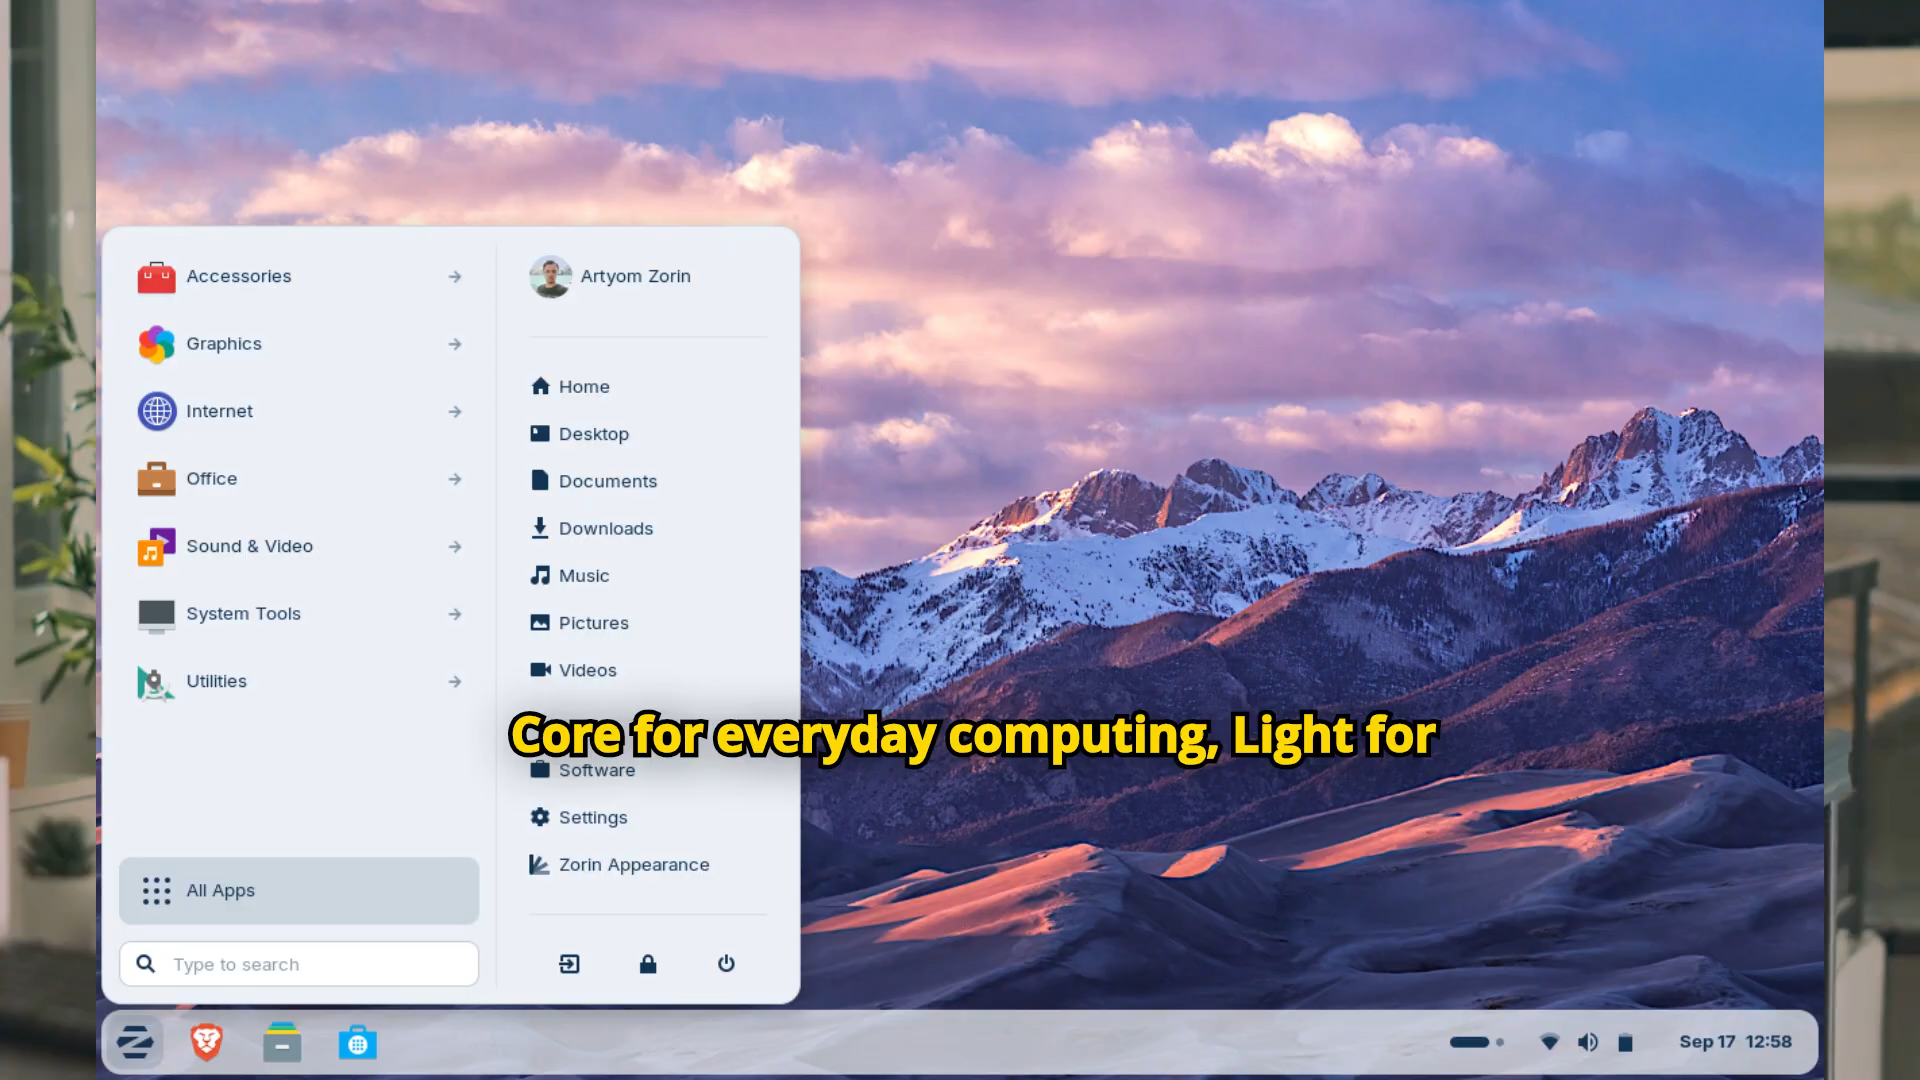 Accessories
Graphics
Internet
Office
Sound & Video
System Tools
Utilities
All Apps
Type to search
Artyom Zorin
Home
Desktop
Documents
Downloads
Music
Pictures
Videos
Core for everyday computing, Light for
Software
Settings
Zorin Appearance
Sep 17 12:58